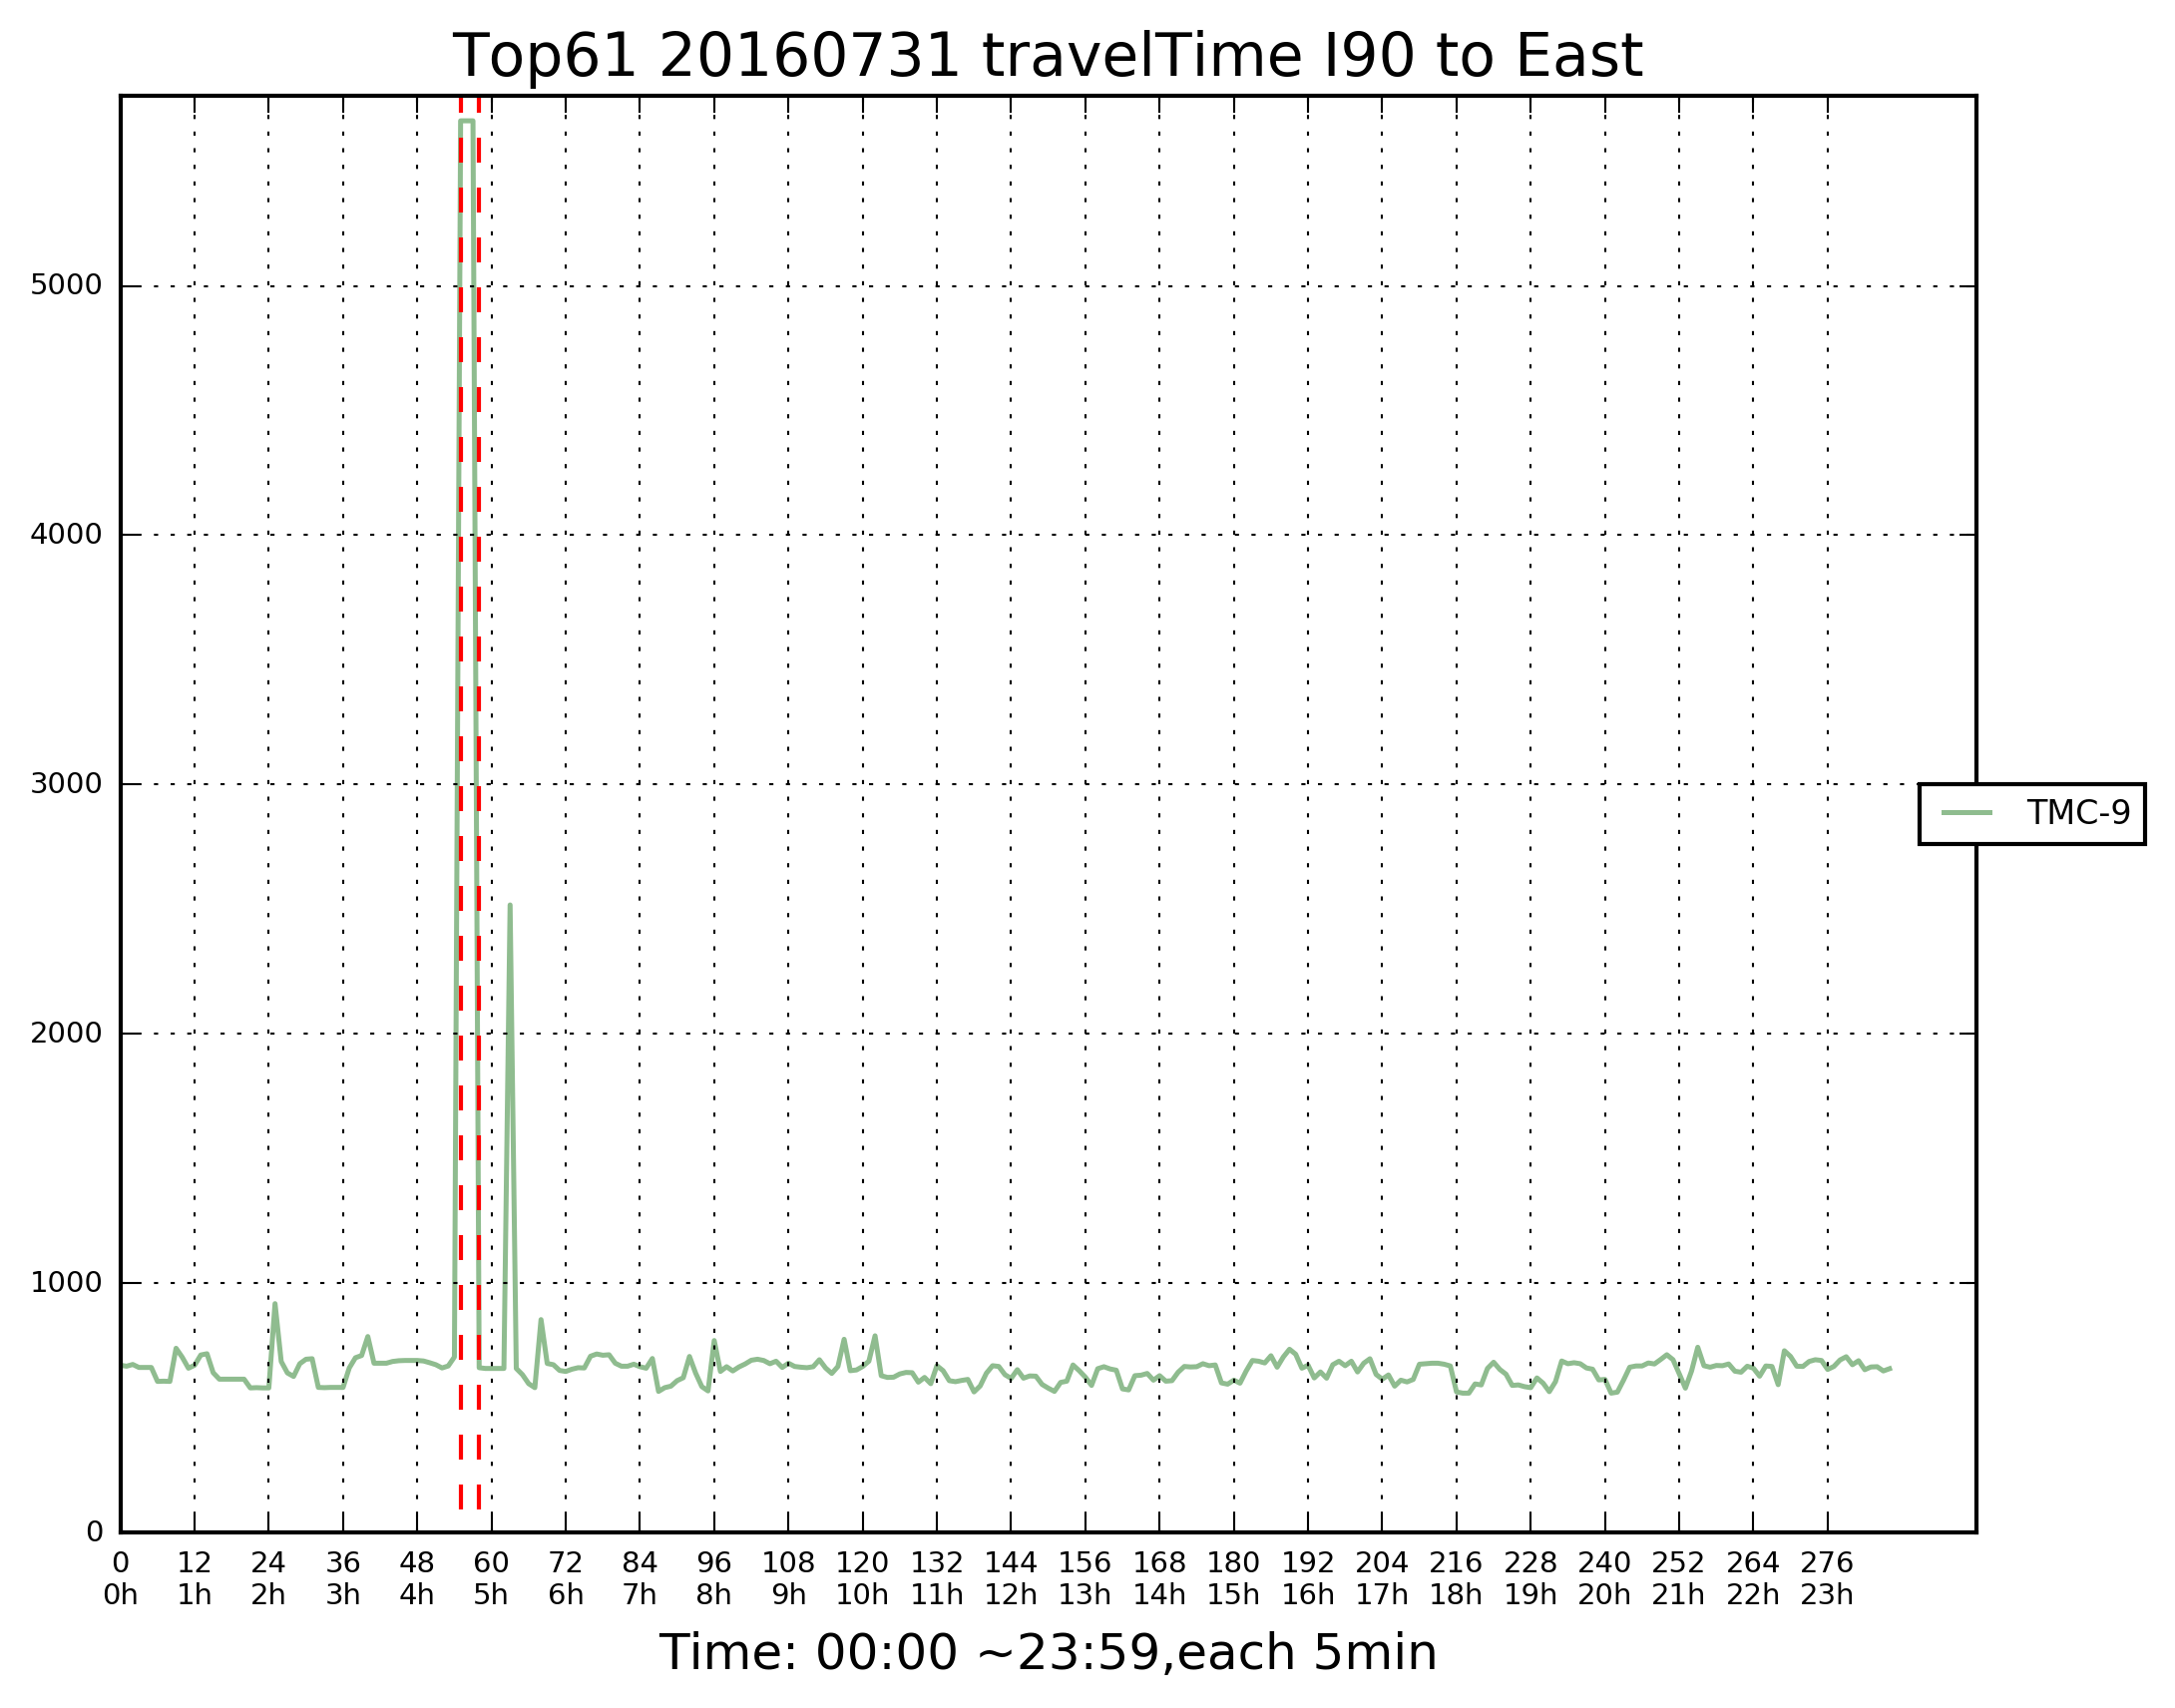 Top61 20160731 travelTime I90 to East
5000
4000
3000
2000
1000
0
TMC-9
0 12 24 36 48 60 72 84 96 108 120 132 144 156 168 180 192 204 216 228 240 252 264 276
0h 1h 2h 3h 4h 5h 6h 7h 8h 9h 10h 11h 12h 13h 14h 15h 16h 17h 18h 19h 20h 21h 22h 23h
Time: 00:00 ~23:59,each 5min